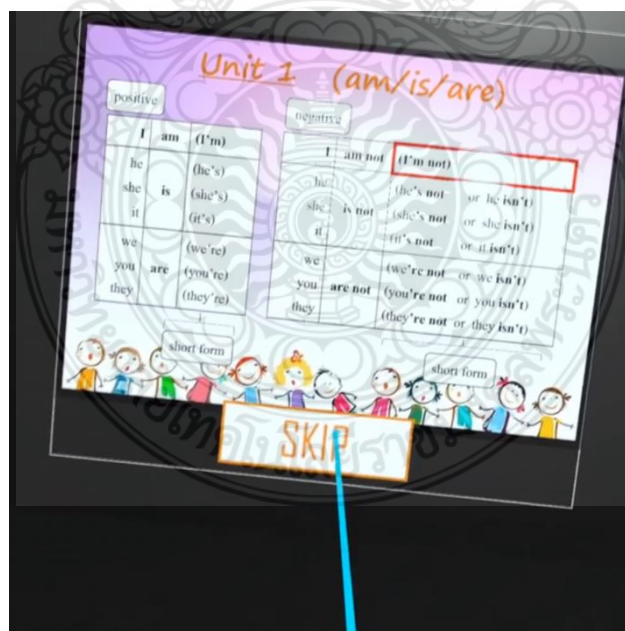 Unit 1 (am/is/are)
positive
I am (I'm)
he (he's)
she is (she's)
it (it's)
we (we're)
you are (you're)
they (they're)
short form
negative
I am not (I'm not)
he (he's not or he isn't)
she is not (she's not or she isn't)
it (it's not or it isn't)
we (we're not or we isn't)
you are not (you're not or you isn't)
they (they're not or they isn't)
short form
SKIP